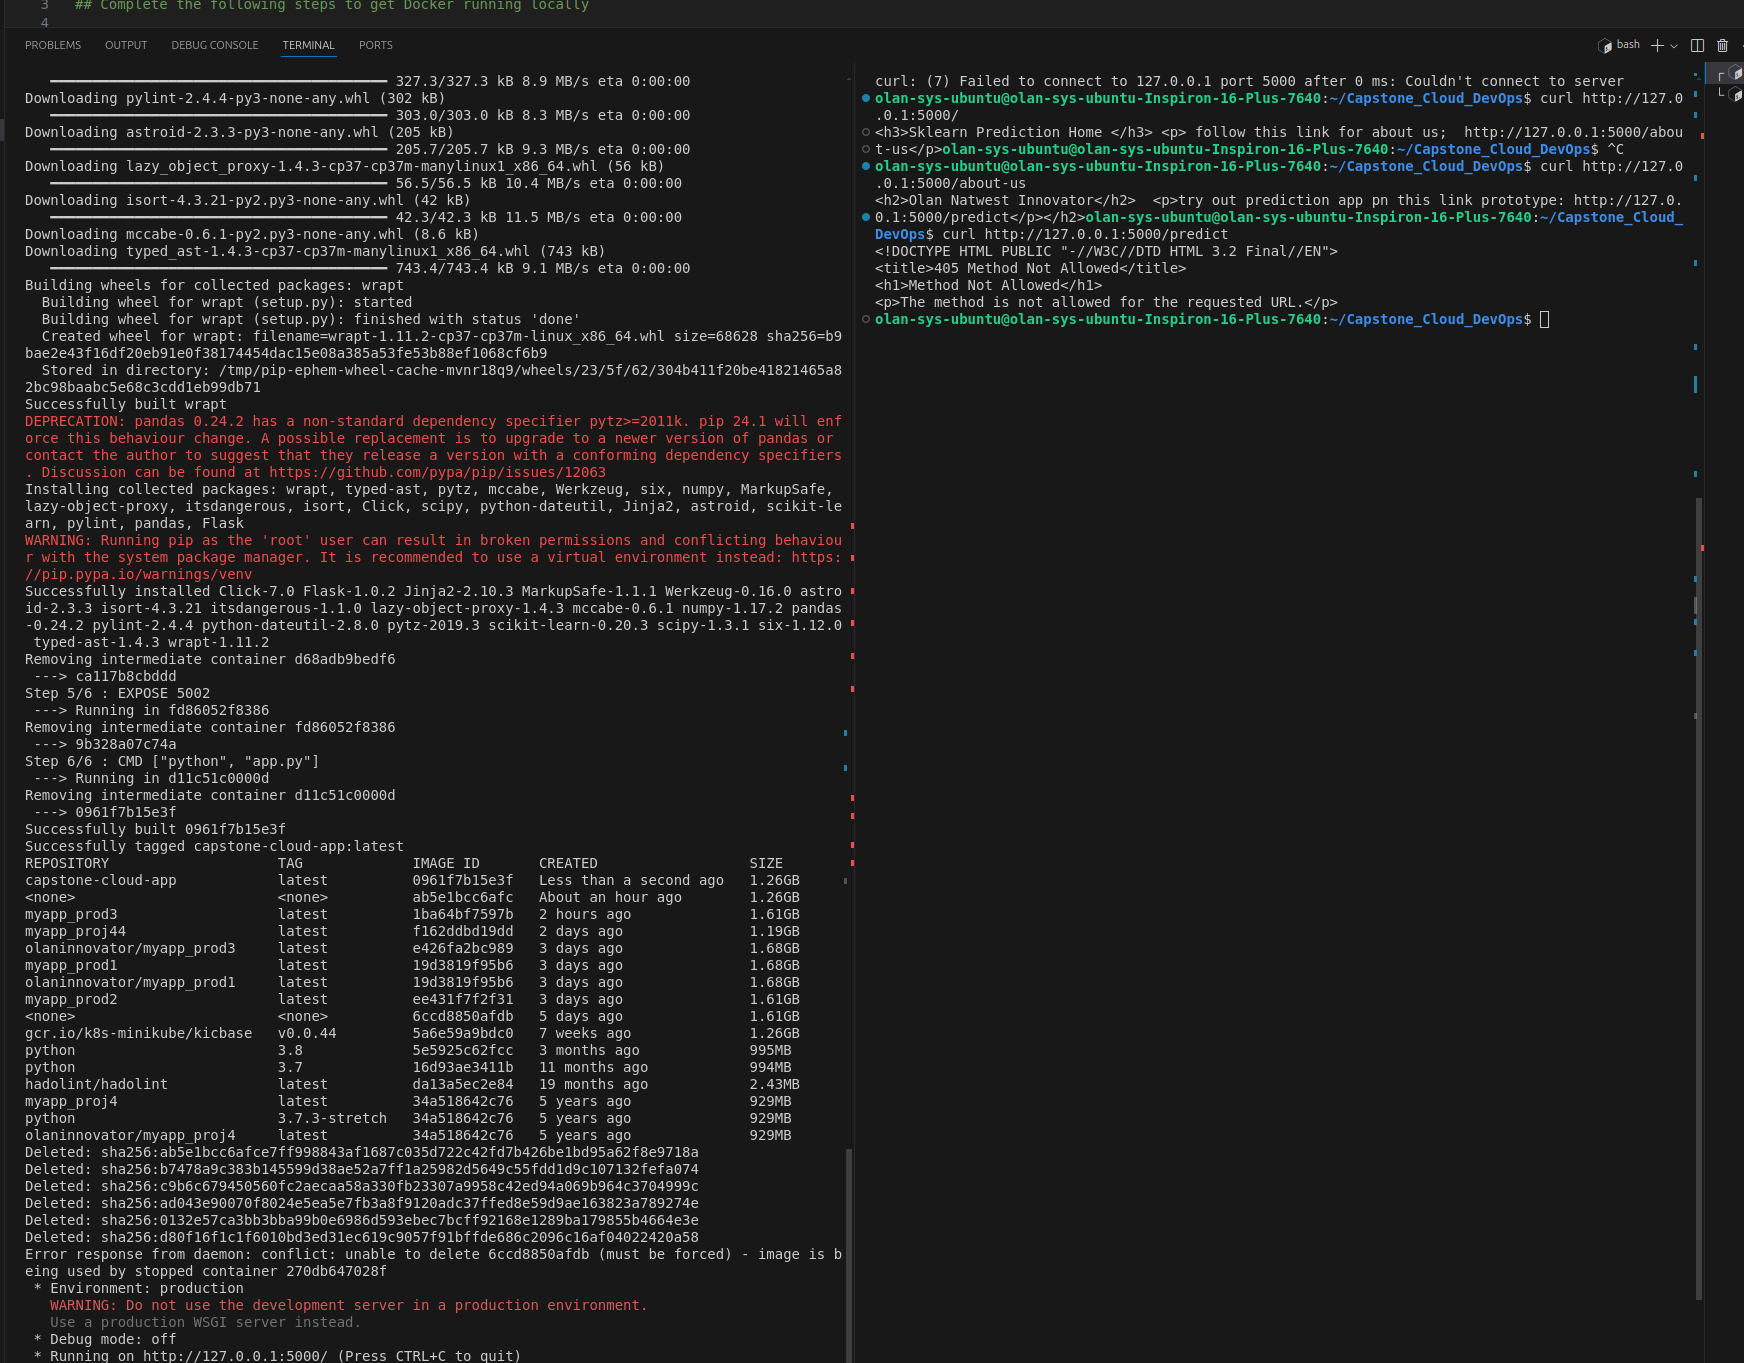 3 ## Complete the following steps to get Docker running locally
4
PROBLEMS OUTPUT DEBUG CONSOLE TERMINAL PORTS
bash
327.3/327.3 kB 8.9 MB/s eta 0:00:00
Downloading pylint-2.4.4-py3-none-any.whl (302 kB)
303.0/303.0 kB 8.3 MB/s eta 0:00:00
Downloading astroid-2.3.3-py3-none-any.whl (205 kB)
205.7/205.7 kB 9.3 MB/s eta 0:00:00
Downloading lazy_object_proxy-1.4.3-cp37-cp37m-manylinux1_x86_64.whl (56 kB)
56.5/56.5 kB 10.4 MB/s eta 0:00:00
Downloading isort-4.3.21-py2.py3-none-any.whl (42 kB)
42.3/42.3 kB 11.5 MB/s eta 0:00:00
Downloading mccabe-0.6.1-py2.py3-none-any.whl (8.6 kB)
Downloading typed_ast-1.4.3-cp37-cp37m-manylinux1_x86_64.whl (743 kB)
743.4/743.4 kB 9.1 MB/s eta 0:00:00
Building wheels for collected packages: wrapt
Building wheel for wrapt (setup.py): started
Building wheel for wrapt (setup.py): finished with status 'done'
Created wheel for wrapt: filename=wrapt-1.11.2-cp37-cp37m-linux_x86_64.whl size=68628 sha256=b9
bae2e43f16df20eb91e0f38174454dac15e08a385a53fe53b88ef1068cf6b9
Stored in directory: /tmp/pip-ephem-wheel-cache-mvnr18q9/wheels/23/5f/62/304b411f20be41821465a8
2bc98baabc5e68c3cdd1eb99db71
Successfully built wrapt
DEPRECATION: pandas 0.24.2 has a non-standard dependency specifier pytz>=2011k. pip 24.1 will enf
orce this behaviour change. A possible replacement is to upgrade to a newer version of pandas or
contact the author to suggest that they release a version with a conforming dependency specifiers
. Discussion can be found at https://github.com/pypa/pip/issues/12063
Installing collected packages: wrapt, typed-ast, pytz, mccabe, Werkzeug, six, numpy, MarkupSafe,
lazy-object-proxy, itsdangerous, isort, Click, scipy, python-dateutil, Jinja2, astroid, scikit-le
arn, pylint, pandas, Flask
WARNING: Running pip as the 'root' user can result in broken permissions and conflicting behaviou
r with the system package manager. It is recommended to use a virtual environment instead: https:
//pip.pypa.io/warnings/venv
Successfully installed Click-7.0 Flask-1.0.2 Jinja2-2.10.3 MarkupSafe-1.1.1 Werkzeug-0.16.0 astro
id-2.3.3 isort-4.3.21 itsdangerous-1.1.0 lazy-object-proxy-1.4.3 mccabe-0.6.1 numpy-1.17.2 pandas
-0.24.2 pylint-2.4.4 python-dateutil-2.8.0 pytz-2019.3 scikit-learn-0.20.3 scipy-1.3.1 six-1.12.0
typed-ast-1.4.3 wrapt-1.11.2
Removing intermediate container d68adb9bedf6
---> ca117b8cbddd
Step 5/6 : EXPOSE 5002
---> Running in fd86052f8386
Removing intermediate container fd86052f8386
---> 9b328a07c74a
Step 6/6 : CMD ["python", "app.py"]
---> Running in d11c51c0000d
Removing intermediate container d11c51c0000d
---> 0961f7b15e3f
Successfully built 0961f7b15e3f
Successfully tagged capstone-cloud-app:latest
REPOSITORY TAG IMAGE ID CREATED SIZE
capstone-cloud-app latest 0961f7b15e3f Less than a second ago 1.26GB
<none> <none> ab5e1bcc6afc About an hour ago 1.26GB
myapp_prod3 latest 1ba64bf7597b 2 hours ago 1.61GB
myapp_proj44 latest f162ddbd19dd 2 days ago 1.19GB
olaninnovator/myapp_prod3 latest e426fa2bc989 3 days ago 1.68GB
myapp_prod1 latest 19d3819f95b6 3 days ago 1.68GB
olaninnovator/myapp_prod1 latest 19d3819f95b6 3 days ago 1.68GB
myapp_prod2 latest ee431f7f2f31 3 days ago 1.61GB
<none> <none> 6ccd8850afdb 5 days ago 1.61GB
gcr.io/k8s-minikube/kicbase v0.0.44 5a6e59a9bdc0 7 weeks ago 1.26GB
python 3.8 5e5925c62fcc 3 months ago 995MB
python 3.7 16d93ae3411b 11 months ago 994MB
hadolint/hadolint latest da13a5ec2e84 19 months ago 2.43MB
myapp_proj4 latest 34a518642c76 5 years ago 929MB
python 3.7.3-stretch 34a518642c76 5 years ago 929MB
olaninnovator/myapp_proj4 latest 34a518642c76 5 years ago 929MB
Deleted: sha256:ab5e1bcc6afce7ff998843af1687c035d722c42fd7b426be1bd95a62f8e9718a
Deleted: sha256:b7478a9c383b145599d38ae52a7ff1a25982d5649c55fdd1d9c107132fefa074
Deleted: sha256:c9b6c679450560fc2aecaa58a330fb23307a9958c42ed94a069b964c3704999c
Deleted: sha256:ad043e90070f8024e5ea5e7fb3a8f9120adc37ffed8e59d9ae163823a789274e
Deleted: sha256:0132e57ca3bb3bba99b0e6986d593ebec7bcff92168e1289ba179855b4664e3e
Deleted: sha256:d80f16f1c1f6010bd3ed31ec619c9057f91bffde686c2096c16af04022420a58
Error response from daemon: conflict: unable to delete 6ccd8850afdb (must be forced) - image is b
eing used by stopped container 270db647028f
* Environment: production
WARNING: Do not use the development server in a production environment.
Use a production WSGI server instead.
* Debug mode: off
* Running on http://127.0.0.1:5000/ (Press CTRL+C to quit)
curl: (7) Failed to connect to 127.0.0.1 port 5000 after 0 ms: Couldn't connect to server
olan-sys-ubuntu@olan-sys-ubuntu-Inspiron-16-Plus-7640:~/Capstone_Cloud_DevOps$ curl http://127.0
.0.1:5000/
<h3>Sklearn Prediction Home </h3> <p> follow this link for about us;  http://127.0.0.1:5000/abou
t-us</p>olan-sys-ubuntu@olan-sys-ubuntu-Inspiron-16-Plus-7640:~/Capstone_Cloud_DevOps$ ^C
olan-sys-ubuntu@olan-sys-ubuntu-Inspiron-16-Plus-7640:~/Capstone_Cloud_DevOps$ curl http://127.0
.0.1:5000/about-us
<h2>Olan Natwest Innovator</h2>  <p>try out prediction app pn this link prototype: http://127.0.
0.1:5000/predict</p></h2>olan-sys-ubuntu@olan-sys-ubuntu-Inspiron-16-Plus-7640:~/Capstone_Cloud_
DevOps$ curl http://127.0.0.1:5000/predict
<!DOCTYPE HTML PUBLIC "-//W3C//DTD HTML 3.2 Final//EN">
<title>405 Method Not Allowed</title>
<h1>Method Not Allowed</h1>
<p>The method is not allowed for the requested URL.</p>
olan-sys-ubuntu@olan-sys-ubuntu-Inspiron-16-Plus-7640:~/Capstone_Cloud_DevOps$